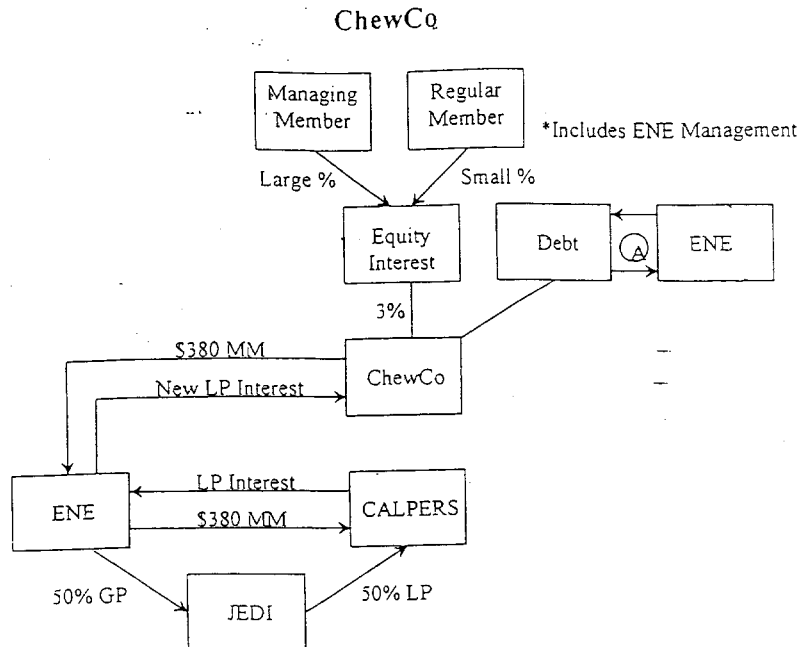 ChewCo
Managing
Member
Regular
Member
*Includes ENE Management
Large %
Small %
Equity
Interest
Debt
A
ENE
3%
$380 MM
ChewCo
New LP Interest
LP Interest
ENE
CALPERS
$380 MM
50% GP
JEDI
50% LP